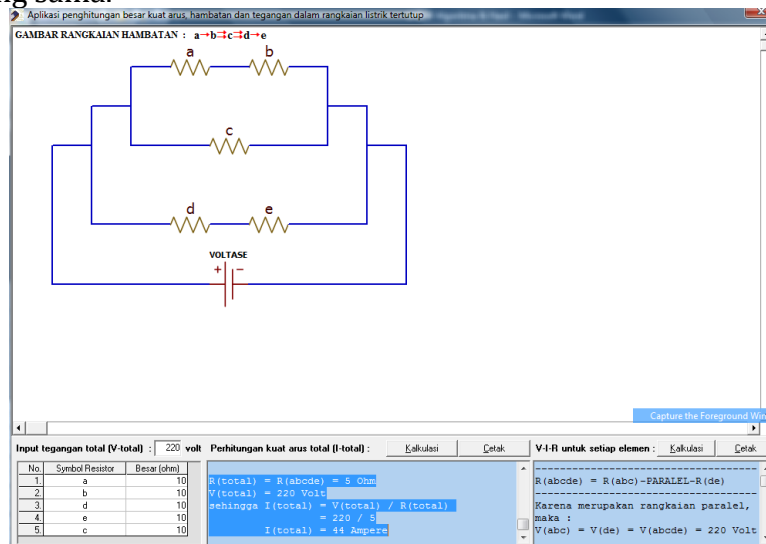 ng sama.
Aplikasi penghitungan besar kuat arus, hambatan dan tegangan dalam rangkaian listrik tertutup
GAMBAR RANGKAIAN HAMBATAN : a→b⇉c⇉d→e
a b
c
d e
VOLTASE
+ −
Capture the Foreground Win
Input tegangan total (V-total) : 220 volt Perhitungan kuat arus total (I-total) : Kalkulasi Cetak V-I-R untuk setiap elemen : Kalkulasi Cetak
No. Symbol Resistor Besar (ohm)
1. a 10
2. b 10
3. d 10
4. e 10
5. c 10
R(total) = R(abcde) = 5 Ohm
V(total) = 220 Volt
sehingga I(total) = V(total) / R(total)
= 220 / 5
I(total) = 44 Ampere
------------------------------------
R(abcde) = R(abc)-PARALEL-R(de)
------------------------------------
Karena merupakan rangkaian paralel,
maka :
V(abc) = V(de) = V(abcde) = 220 Volt